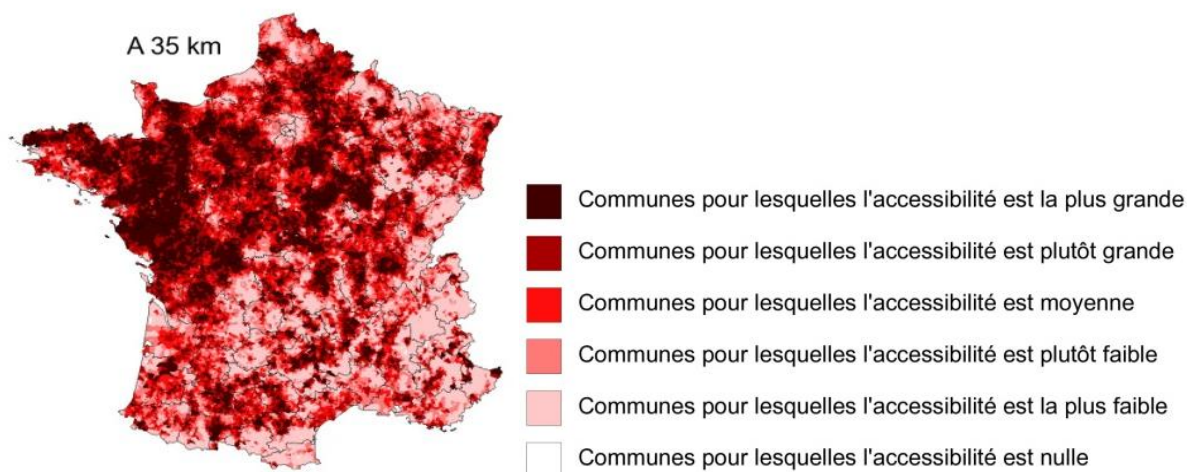 A 35 km
Communes pour lesquelles l'accessibilité est la plus grande
Communes pour lesquelles l'accessibilité est plutôt grande
Communes pour lesquelles l'accessibilité est moyenne
Communes pour lesquelles l'accessibilité est plutôt faible
Communes pour lesquelles l'accessibilité est la plus faible
Communes pour lesquelles l'accessibilité est nulle